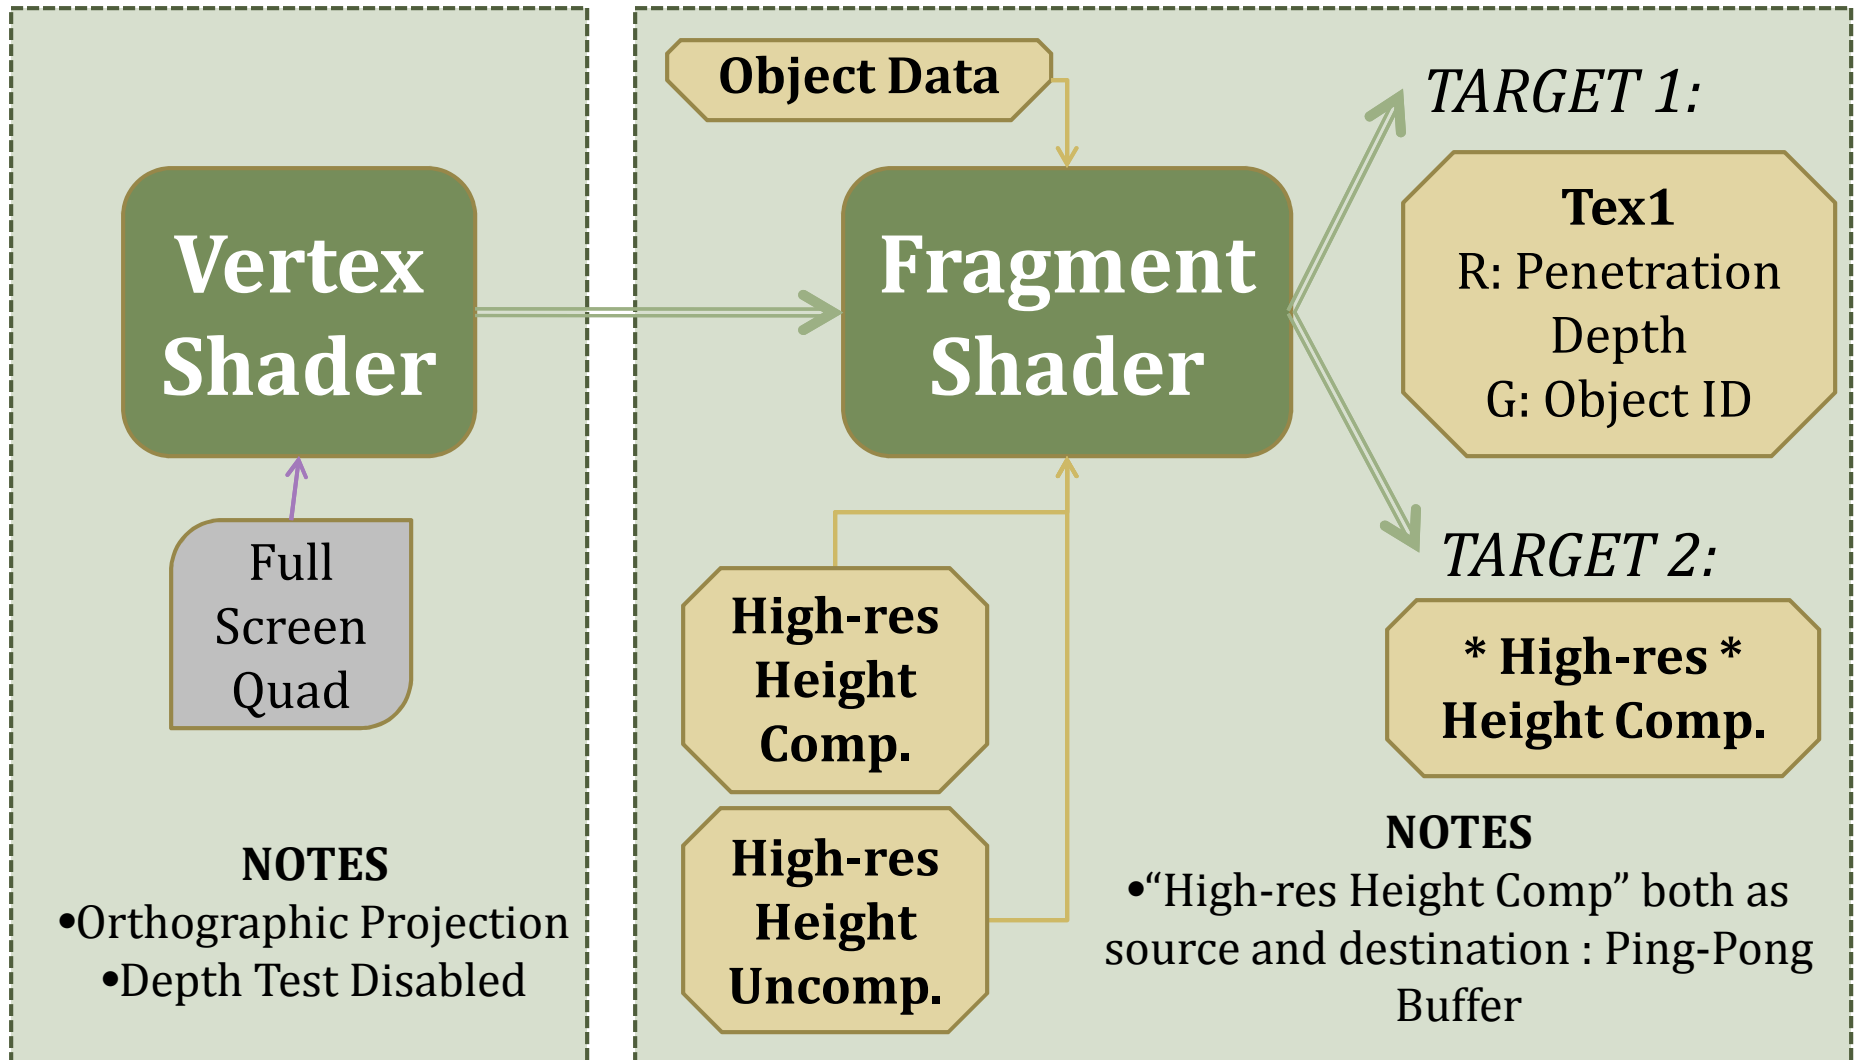 Vertex
Shader
Full
Screen
Quad
NOTES
•Orthographic Projection
•Depth Test Disabled
Object Data
Fragment
Shader
High-res
Height
Comp.
High-res
Height
Uncomp.
TARGET 1:
Tex1
R: Penetration
Depth
G: Object ID
TARGET 2:
* High-res *
Height Comp.
NOTES
•“High-res Height Comp” both as
source and destination : Ping-Pong
Buffer